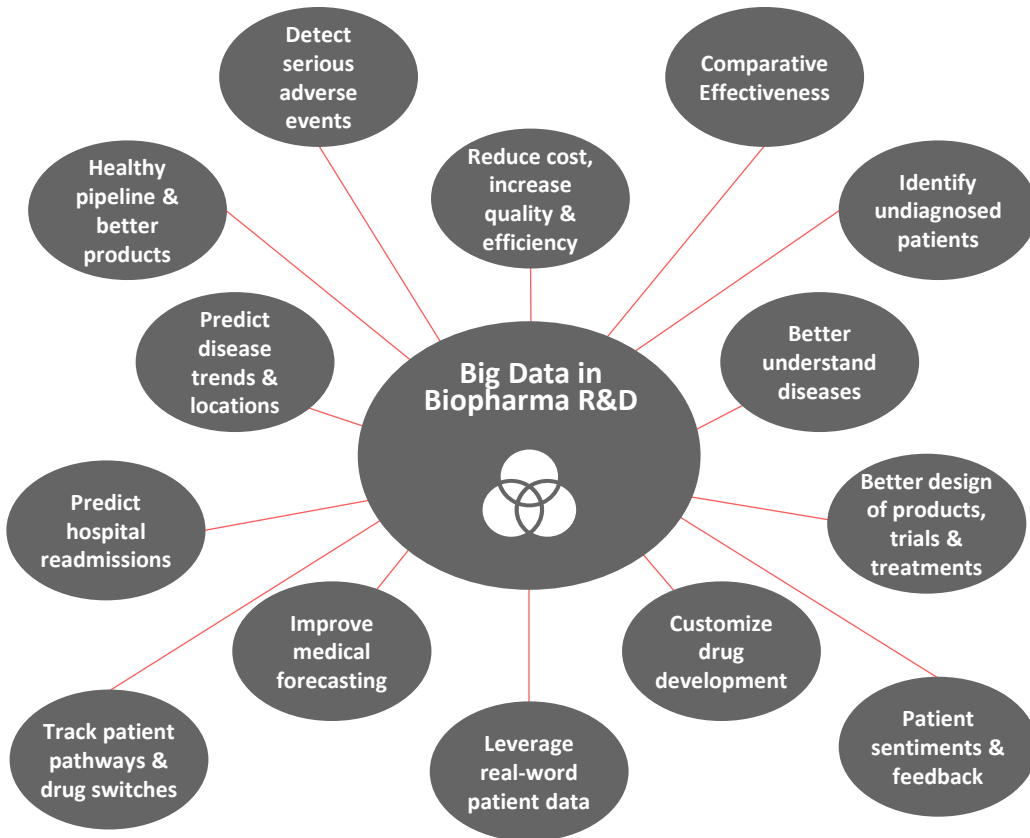 Detect
serious
adverse
events
Comparative
Effectiveness
Healthy
pipeline &
better
products
Reduce cost,
increase
quality &
efficiency
Identify
undiagnosed
patients
Predict
disease
trends &
locations
Big Data in
Biopharma R&D
Better
understand
diseases
Predict
hospital
readmissions
Better design
of products,
trials &
treatments
Improve
medical
forecasting
Customize
drug
development
Track patient
pathways &
drug switches
Leverage
real-word
patient data
Patient
sentiments &
feedback